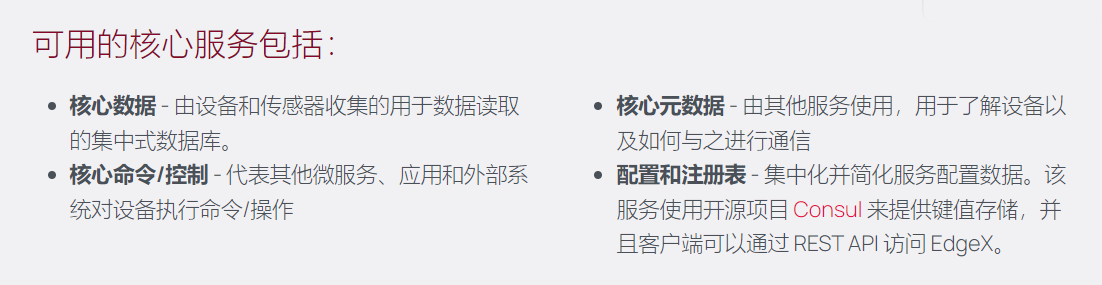 可用的核心服务包括：
核心数据 - 由设备和传感器收集的用于数据读取
的集中式数据库。
核心命令/控制 - 代表其他微服务、应用和外部系
统对设备执行命令/操作
核心元数据 - 由其他服务使用，用于了解设备以
及如何与之进行通信
配置和注册表 - 集中化并简化服务配置数据。该
服务使用开源项目 Consul 来提供键值存储，并
且客户端可以通过 REST API 访问 EdgeX。